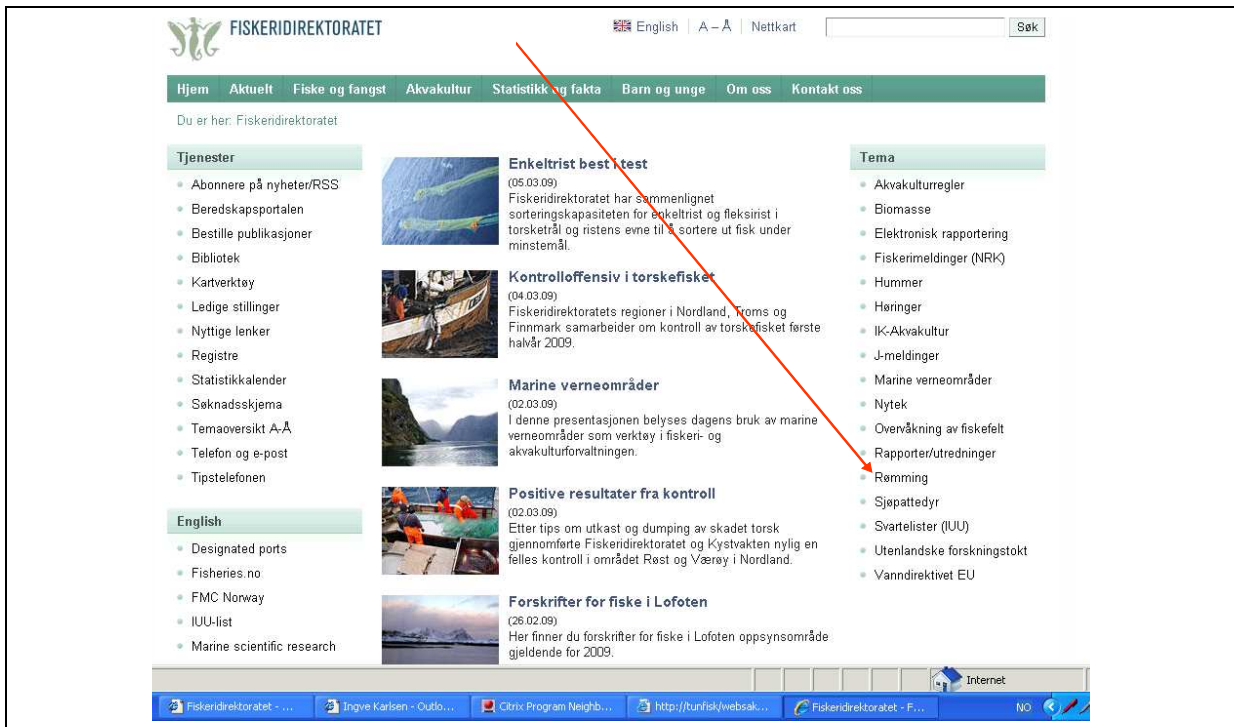 FISKERIDIREKTORATET
English | A – Å | Nettkart
Søk
Hjem Aktuelt Fiske og fangst Akvakultur Statistikk og fakta Barn og unge Om oss Kontakt oss
Du er her: Fiskeridirektoratet
Tjenester
Abonnere på nyheter/RSS
Beredskapsportalen
Bestille publikasjoner
Bibliotek
Kartverktøy
Ledige stillinger
Nyttige lenker
Registre
Statistikkalender
Søknadsskjema
Temaoversikt A-Å
Telefon og e-post
Tipstelefonen
English
Designated ports
Fisheries.no
FMC Norway
IUU-list
Marine scientific research
Enkeltrist best i test
(05.03.09)
Fiskeridirektoratet har sammenlignet
sorteringskapasiteten for enkeltrist og fleksirist i
torsketrål og ristens evne til å sortere ut fisk under
minstemål.
Kontrolloffensiv i torskefisket
(04.03.09)
Fiskeridirektoratets regioner i Nordland, Troms og
Finnmark samarbeider om kontroll av torskefisket første
halvår 2009.
Marine verneområder
(02.03.09)
I denne presentasjonen belyses dagens bruk av marine
verneområder som verktøy i fiskeri- og
akvakulturforvaltningen.
Positive resultater fra kontroll
(02.03.09)
Etter tips om utkast og dumping av skadet torsk
gjennomførte Fiskeridirektoratet og Kystvakten nylig en
felles kontroll i området Røst og Værøy i Nordland.
Forskrifter for fiske i Lofoten
(26.02.09)
Her finner du forskrifter for fiske i Lofoten oppsynsområde
gjeldende for 2009.
Tema
Akvakulturregler
Biomasse
Elektronisk rapportering
Fiskerimeldinger (NRK)
Hummer
Høringer
IK-Akvakultur
J-meldinger
Marine verneområder
Nytek
Overvåkning av fiskefelt
Rapporter/utredninger
Rømming
Sjøpattedyr
Svartelister (IUU)
Utenlandske forskningstokt
Vanndirektivet EU
Internet
Fiskeridirektoratet - ... Ingve Karlsen - Outlo... Citrix Program Neighb... http://tunfisk/websak... Fiskeridirektoratet - F... NO